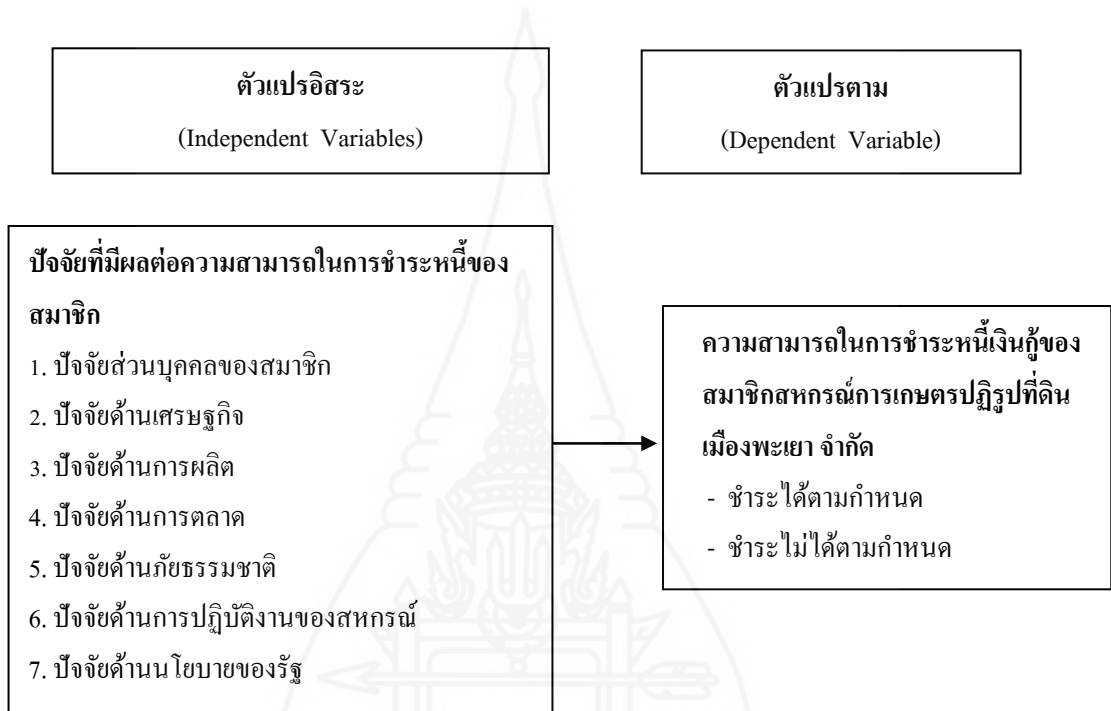 ตัวแปรอิสระ
(Independent Variables)
ตัวแปรตาม
(Dependent Variable)
ปัจจัยที่มีผลต่อความสามารถในการชำระหนี้ของ
สมาชิก
1. ปัจจัยส่วนบุคคลของสมาชิก
2. ปัจจัยด้านเศรษฐกิจ
3. ปัจจัยด้านการผลิต
4. ปัจจัยด้านการตลาด
5. ปัจจัยด้านภัยธรรมชาติ
6. ปัจจัยด้านการปฏิบัติงานของสหกรณ์
7. ปัจจัยด้านนโยบายของรัฐ
ความสามารถในการชำระหนี้เงินกู้ของ
สมาชิกสหกรณ์การเกษตรปฏิรูปที่ดิน
เมืองพะเยา จำกัด
- ชำระได้ตามกำหนด
- ชำระไม่ได้ตามกำหนด